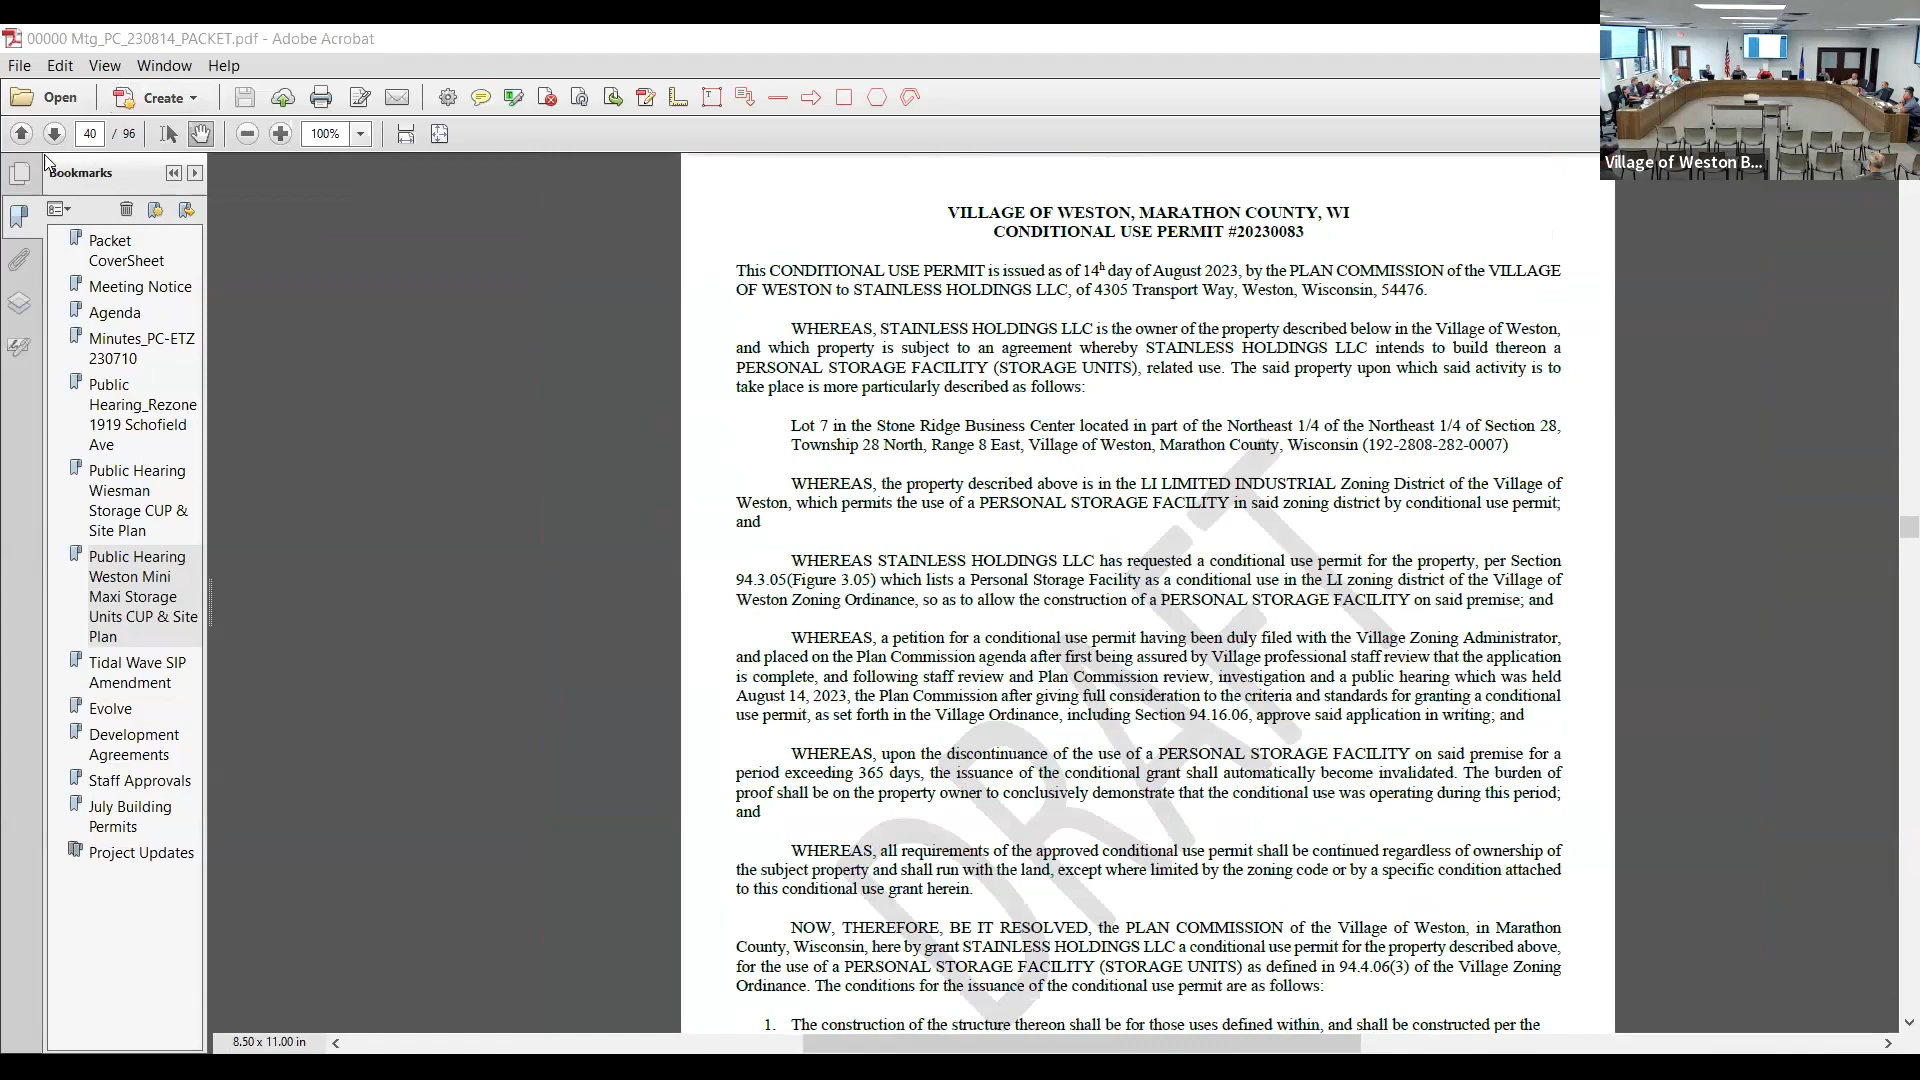 00000 Mtg_PC_230814_PACKET.pdf - Adobe Acrobat
File Edit View Window Help
Open Create
40 / 96 100%
Bookmarks
Packet
CoverSheet
Meeting Notice
Agenda
Minutes_PC-ETZ
230710
Public
Hearing_Rezone
1919 Schofield
Ave
Public Hearing
Wiesman
Storage CUP &
Site Plan
Public Hearing
Weston Mini
Maxi Storage
Units CUP & Site
Plan
Tidal Wave SIP
Amendment
Evolve
Development
Agreements
Staff Approvals
July Building
Permits
Project Updates
Village of Weston B...
VILLAGE OF WESTON, MARATHON COUNTY, WI
CONDITIONAL USE PERMIT #20230083
This CONDITIONAL USE PERMIT is issued as of 14h day of August 2023, by the PLAN COMMISSION of the VILLAGE
OF WESTON to STAINLESS HOLDINGS LLC, of 4305 Transport Way, Weston, Wisconsin, 54476.
WHEREAS, STAINLESS HOLDINGS LLC is the owner of the property described below in the Village of Weston,
and which property is subject to an agreement whereby STAINLESS HOLDINGS LLC intends to build thereon a
PERSONAL STORAGE FACILITY (STORAGE UNITS), related use. The said property upon which said activity is to
take place is more particularly described as follows:
Lot 7 in the Stone Ridge Business Center located in part of the Northeast 1/4 of the Northeast 1/4 of Section 28,
Township 28 North, Range 8 East, Village of Weston, Marathon County, Wisconsin (192-2808-282-0007)
WHEREAS, the property described above is in the LI LIMITED INDUSTRIAL Zoning District of the Village of
Weston, which permits the use of a PERSONAL STORAGE FACILITY in said zoning district by conditional use permit;
and
WHEREAS STAINLESS HOLDINGS LLC has requested a conditional use permit for the property, per Section
94.3.05(Figure 3.05) which lists a Personal Storage Facility as a conditional use in the LI zoning district of the Village of
Weston Zoning Ordinance, so as to allow the construction of a PERSONAL STORAGE FACILITY on said premise; and
WHEREAS, a petition for a conditional use permit having been duly filed with the Village Zoning Administrator,
and placed on the Plan Commission agenda after first being assured by Village professional staff review that the application
is complete, and following staff review and Plan Commission review, investigation and a public hearing which was held
August 14, 2023, the Plan Commission after giving full consideration to the criteria and standards for granting a conditional
use permit, as set forth in the Village Ordinance, including Section 94.16.06, approve said application in writing; and
WHEREAS, upon the discontinuance of the use of a PERSONAL STORAGE FACILITY on said premise for a
period exceeding 365 days, the issuance of the conditional grant shall automatically become invalidated. The burden of
proof shall be on the property owner to conclusively demonstrate that the conditional use was operating during this period;
and
WHEREAS, all requirements of the approved conditional use permit shall be continued regardless of ownership of
the subject property and shall run with the land, except where limited by the zoning code or by a specific condition attached
to this conditional use grant herein.
NOW, THEREFORE, BE IT RESOLVED, the PLAN COMMISSION of the Village of Weston, in Marathon
County, Wisconsin, here by grant STAINLESS HOLDINGS LLC a conditional use permit for the property described above,
for the use of a PERSONAL STORAGE FACILITY (STORAGE UNITS) as defined in 94.4.06(3) of the Village Zoning
Ordinance. The conditions for the issuance of the conditional use permit are as follows:
1. The construction of the structure thereon shall be for those uses defined within, and shall be constructed per the
DRAFT
8.50 x 11.00 in